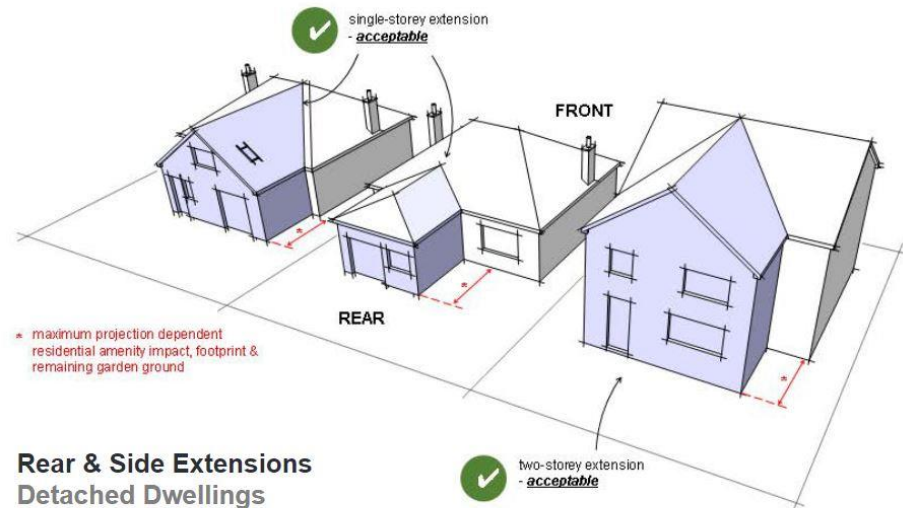 single-storey extension
- acceptable
FRONT
REAR
* maximum projection dependent
residential amenity impact, footprint &
remaining garden ground
*
*
*
Rear & Side Extensions
Detached Dwellings
two-storey extension
- acceptable